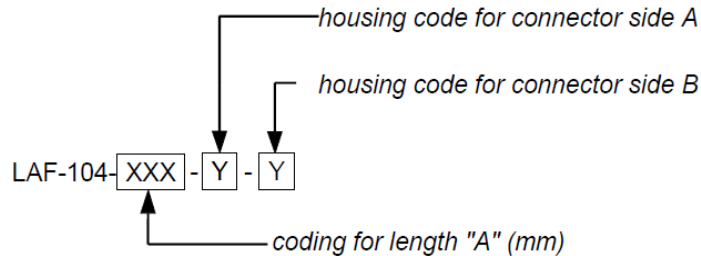 housing code for connector side A
housing code for connector side B
LAF-104-XXX-Y-Y
coding for length "A" (mm)